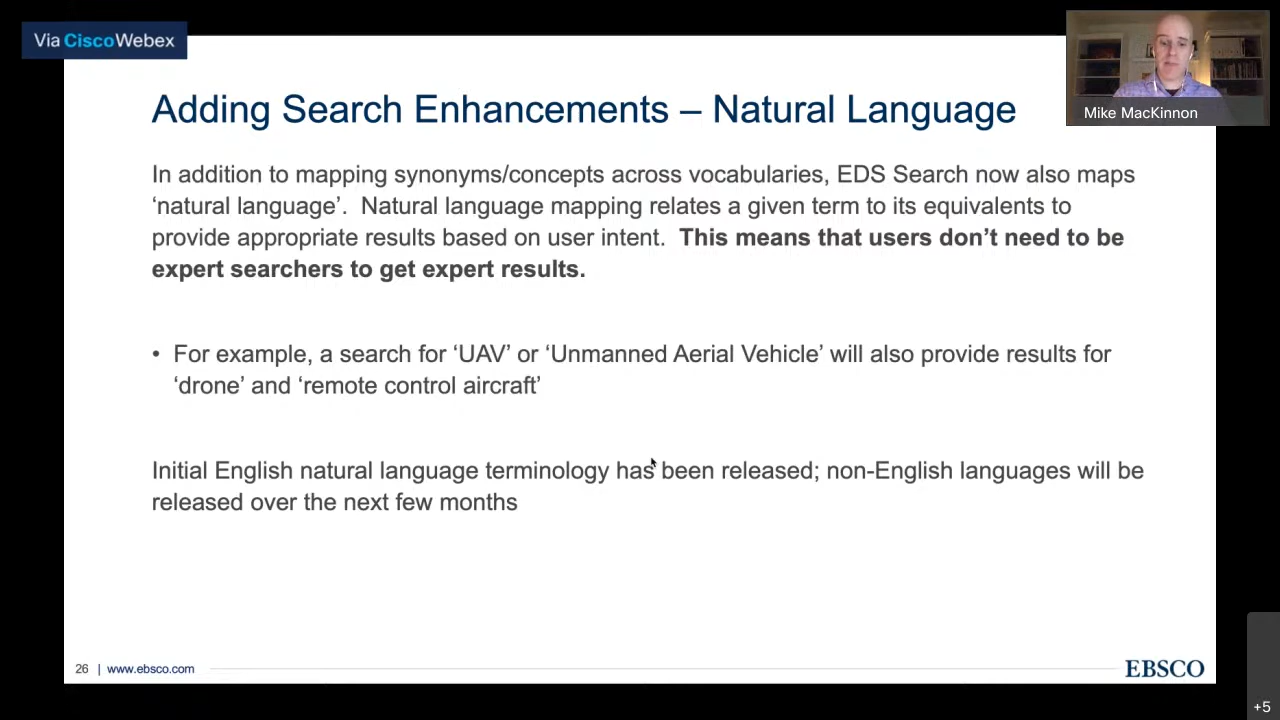 Via CiscoWebex
Mike MacKinnon
Adding Search Enhancements – Natural Language
In addition to mapping synonyms/concepts across vocabularies, EDS Search now also maps
‘natural language’.  Natural language mapping relates a given term to its equivalents to
provide appropriate results based on user intent.  This means that users don’t need to be
expert searchers to get expert results.
• For example, a search for ‘UAV’ or ‘Unmanned Aerial Vehicle’ will also provide results for
‘drone’ and ‘remote control aircraft’
Initial English natural language terminology has been released; non-English languages will be
released over the next few months
26 | www.ebsco.com
EBSCO
+5